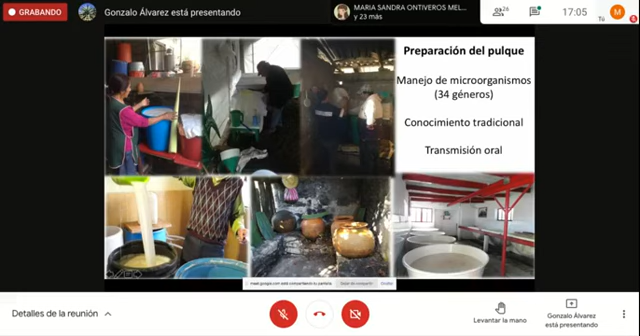 GRABANDO
Gonzalo Álvarez está presentando
MARIA SANDRA ONTIVEROS MEL...
y 23 más
26
17:05
Tú
M
Preparación del pulque
Manejo de microorganismos
(34 géneros)
Conocimiento tradicional
Transmisión oral
meet.google.com está compartiendo tu pantalla
Dejar de compartir
Ocultar
Detalles de la reunión
Levantar la mano
Gonzalo Álvarez
está presentando